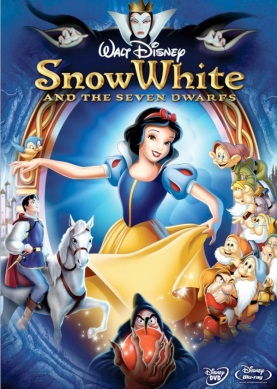 WALT DISNEY
SNOW WHITE
AND THE SEVEN DWARFS
Disney DVD
Disney Blu-ray